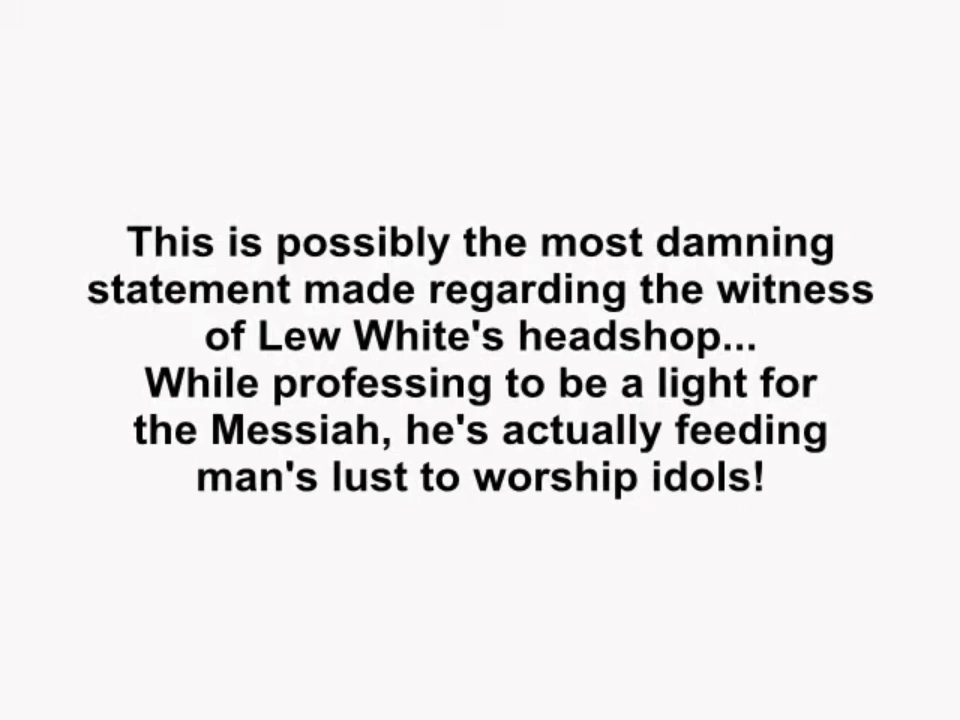 This is possibly the most damning
statement made regarding the witness
of Lew White's headshop...
While professing to be a light for
the Messiah, he's actually feeding
man's lust to worship idols!